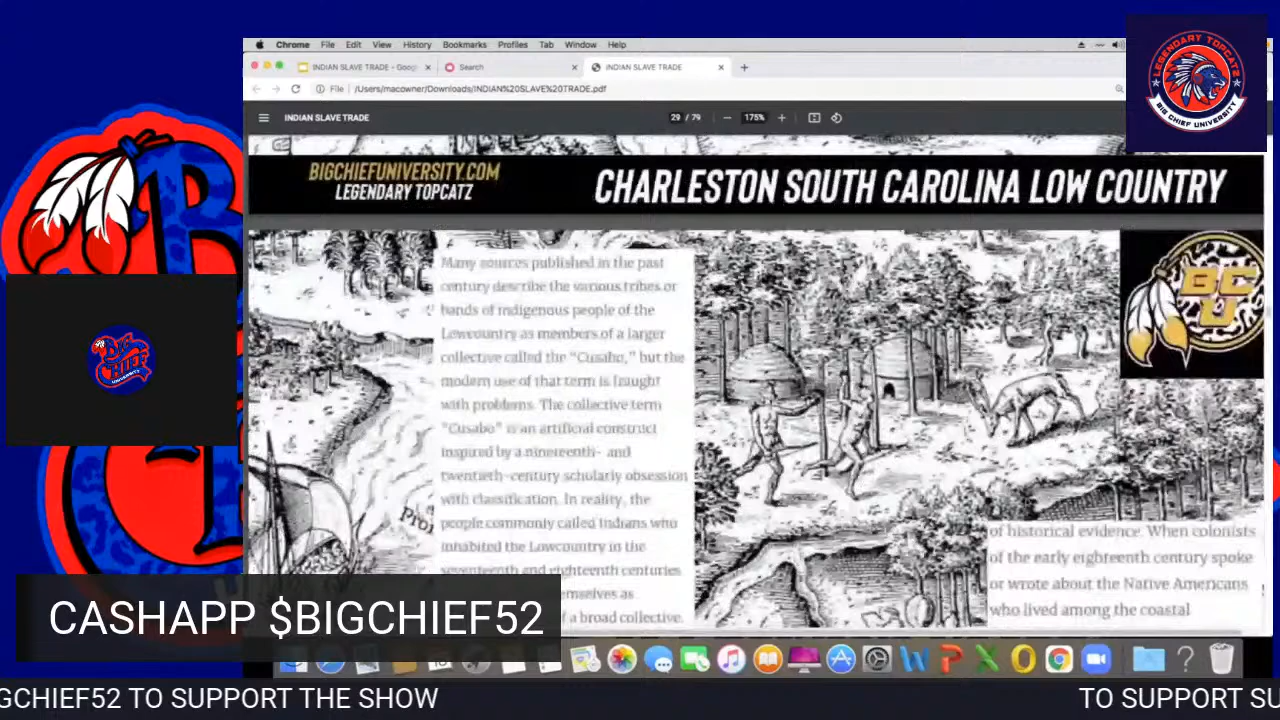 Chrome File Edit View History Bookmarks Profiles Tab Window Help
INDIAN SLAVE TRADE - Goog
Search
INDIAN SLAVE TRADE
File /Users/macowner/Downloads/INDIAN%20SLAVE%20TRADE.pdf
INDIAN SLAVE TRADE
29 / 79
175%
LEGENDARY TOPCATZ
BIG CHIEF UNIVERSITY
BIGCHIEFUNIVERSITY.COM
LEGENDARY TOPCATZ
CHARLESTON SOUTH CAROLINA LOW COUNTRY
Many sources published in the past
century describe the various tribes or
bands of indigenous people of the
Lowcountry as members of a larger
collective called the "Cusabo," but the
modern use of that term is fraught
with problems. The collective term
"Cusabo" is an artificial construct
inspired by a nineteenth- and
twentieth-century scholarly obsession
with classification. In reality, the
people commonly called Indians who
inhabited the Lowcountry in the
seventeenth and eighteenth centuries
emselves as
f a broad collective.
BCU
of historical evidence. When colonists
of the early eighteenth century spoke
or wrote about the Native Americans
who lived among the coastal
BIG CHIEF
UNIVERSITY
CASHAPP $BIGCHIEF52
GCHIEF52 TO SUPPORT THE SHOW
TO SUPPORT SU